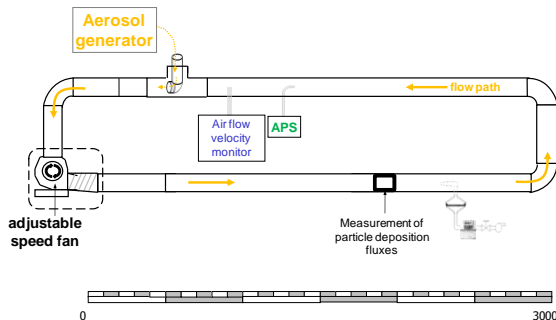 Aerosol
generator
flow path
Air flow
velocity
monitor
APS
adjustable
speed fan
Measurement of
particle deposition
fluxes
0
3000